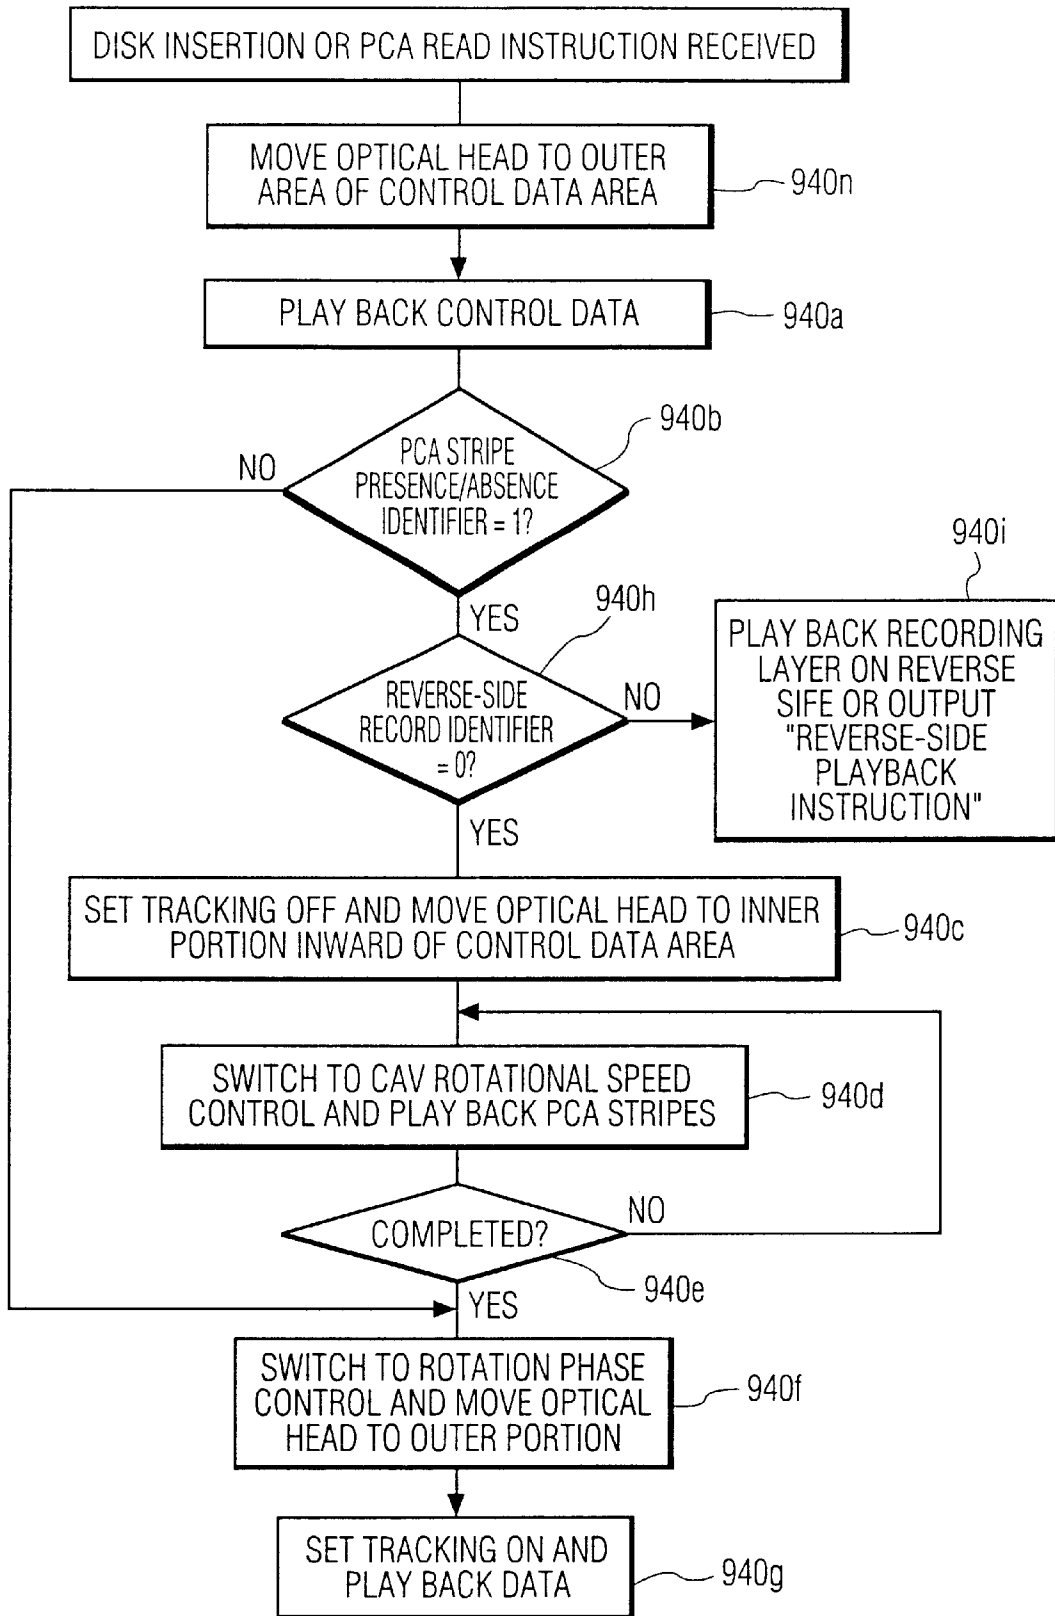 DISK INSERTION OR PCA READ INSTRUCTION RECEIVED
MOVE OPTICAL HEAD TO OUTER
AREA OF CONTROL DATA AREA
940n
PLAY BACK CONTROL DATA
940a
940b
NO
PCA STRIPE
PRESENCE/ABSENCE
IDENTIFIER = 1?
YES
940h
940i
REVERSE-SIDE
RECORD IDENTIFIER
= 0?
NO
PLAY BACK RECORDING
LAYER ON REVERSE
SIFE OR OUTPUT
"REVERSE-SIDE
PLAYBACK
INSTRUCTION"
YES
SET TRACKING OFF AND MOVE OPTICAL HEAD TO INNER
PORTION INWARD OF CONTROL DATA AREA
940c
SWITCH TO CAV ROTATIONAL SPEED
CONTROL AND PLAY BACK PCA STRIPES
940d
COMPLETED?
NO
940e
YES
SWITCH TO ROTATION PHASE
CONTROL AND MOVE OPTICAL
HEAD TO OUTER PORTION
940f
SET TRACKING ON AND
PLAY BACK DATA
940g